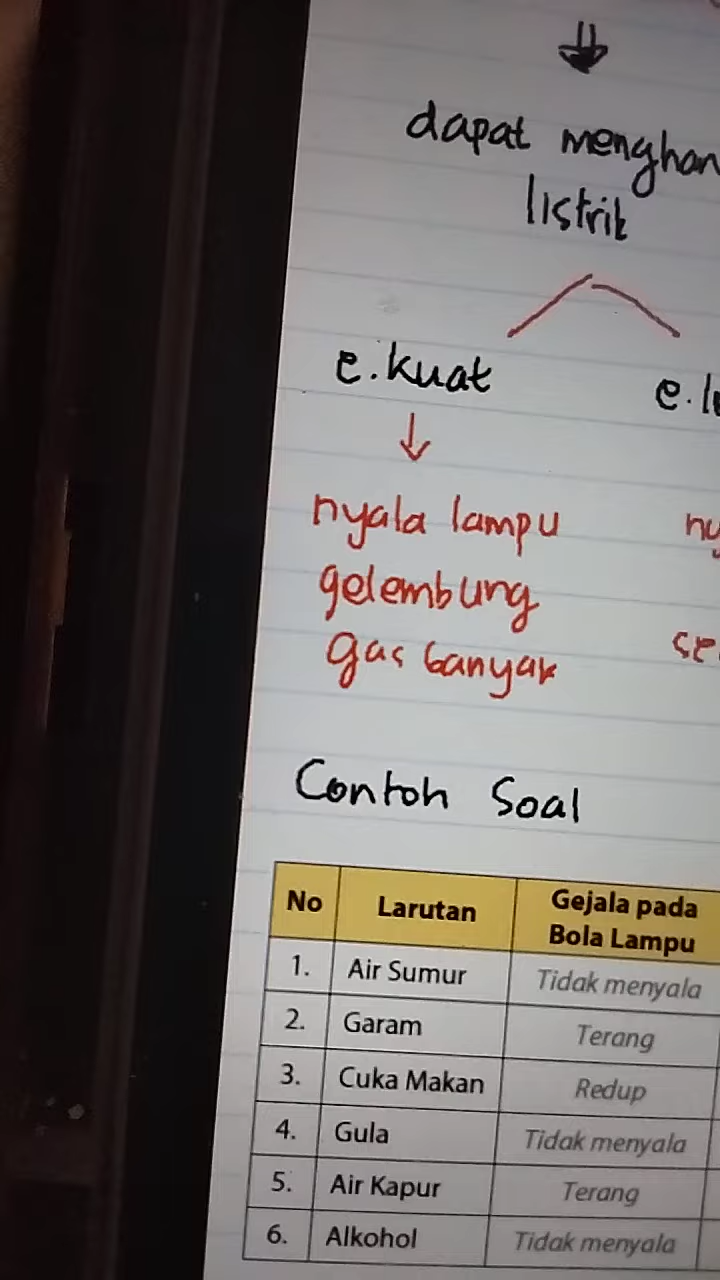 dapat menghan
listrik
e.kuat e.l
nyala lampu
gelembung
gas banyak
Contoh Soal
No Larutan Gejala pada
Bola Lampu
1. Air Sumur Tidak menyala
2. Garam Terang
3. Cuka Makan Redup
4. Gula Tidak menyala
5. Air Kapur Terang
6. Alkohol Tidak menyala